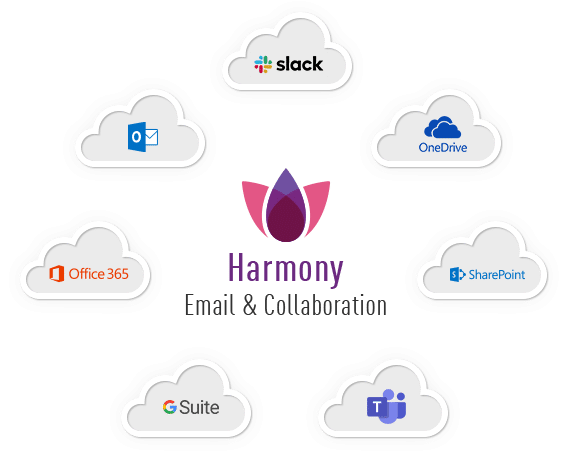 slack
O
OneDrive
Harmony
Email & Collaboration
Office 365
S
SharePoint
G Suite
T